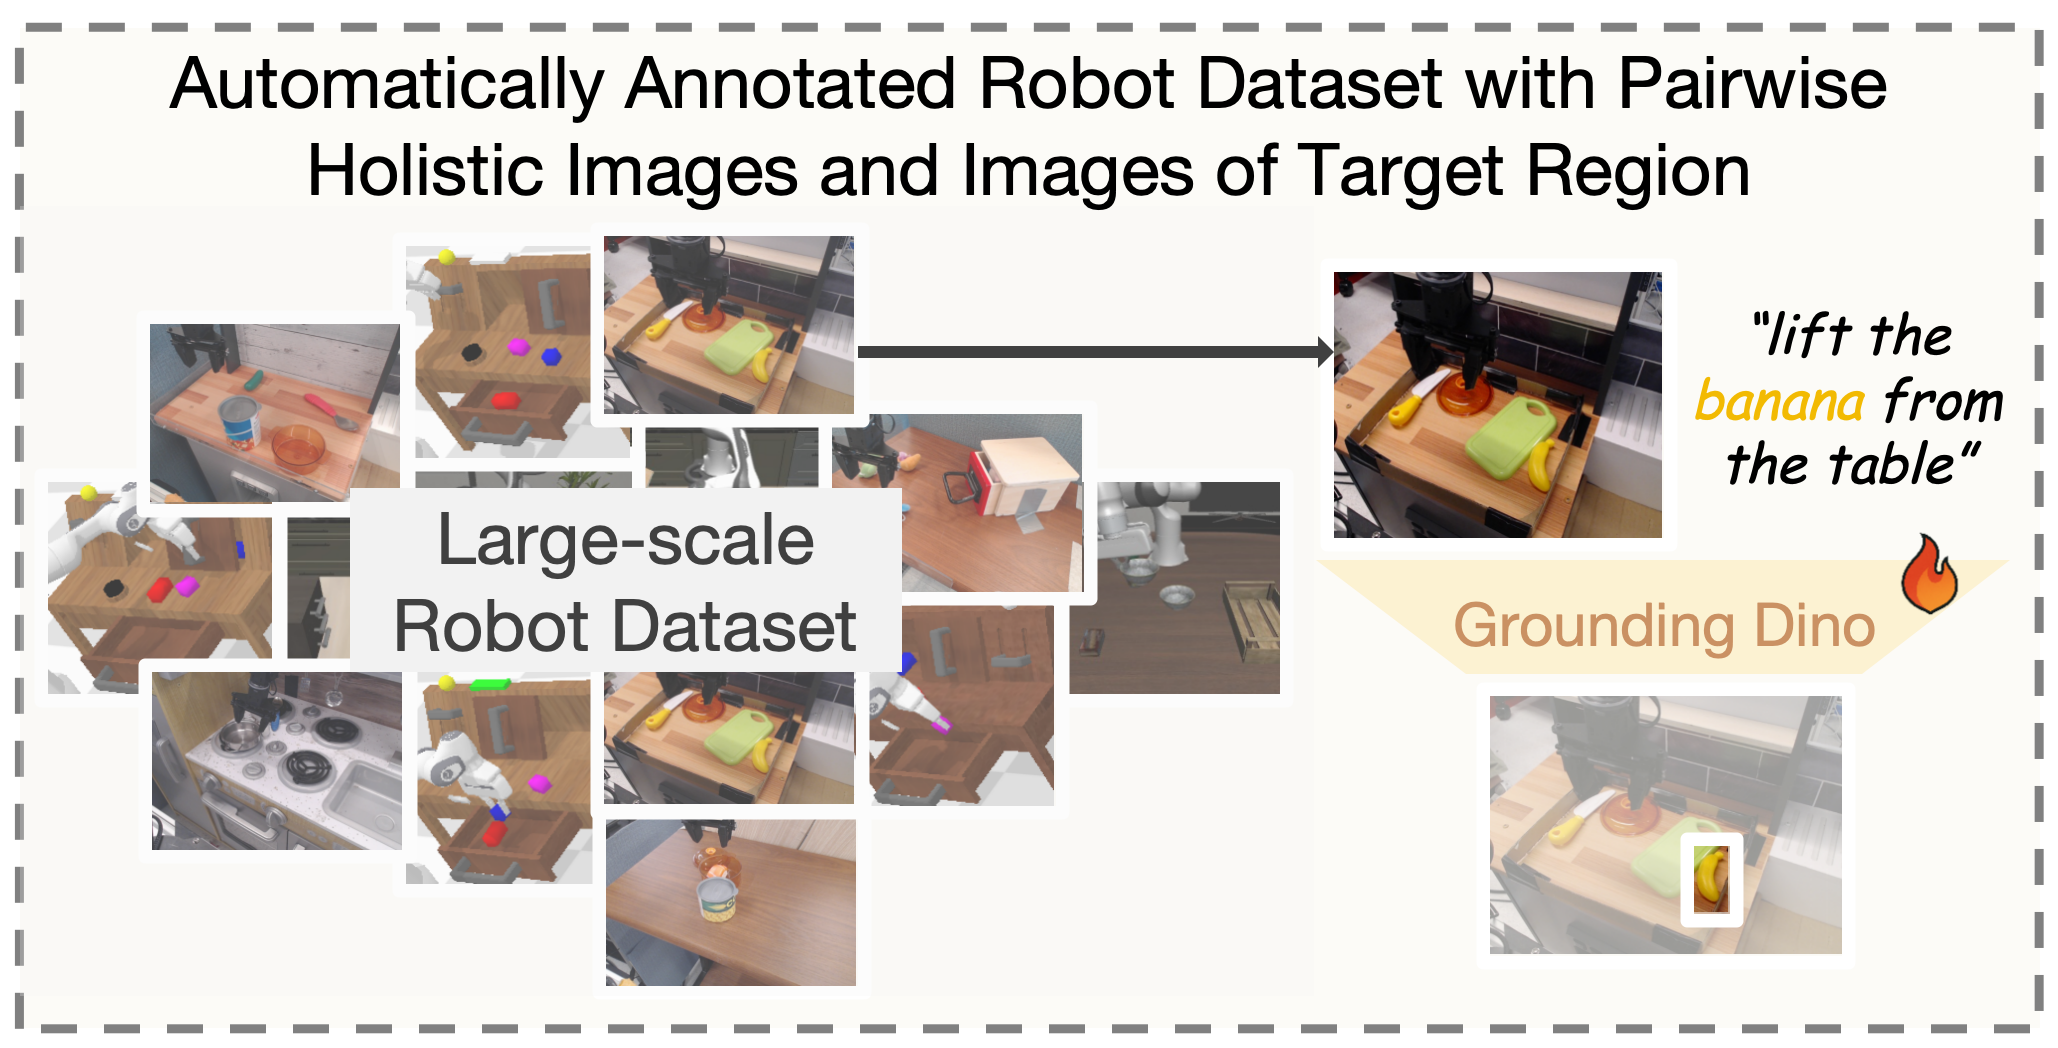 Automatically Annotated Robot Dataset with Pairwise
Holistic Images and Images of Target Region
Large-scale
Robot Dataset
“lift the
banana from
the table”
Grounding Dino